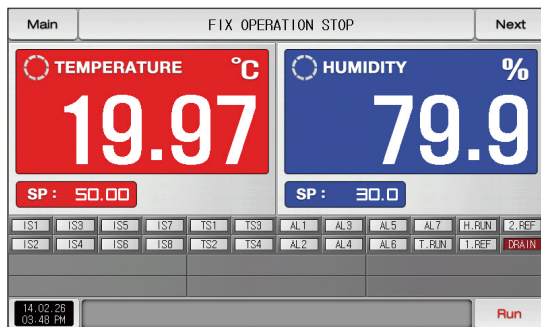 Main FIX OPERATION STOP Next
TEMPERATURE °C HUMIDITY %
19.97 79.9
SP : 50.00 SP : 30.0
IS1 IS3 IS5 IS7 TS1 TS3 AL1 AL3 AL5 AL7 H.RUN 2.REF
IS2 IS4 IS6 IS8 TS2 TS4 AL2 AL4 AL6 T.RUN 1.REF DRAIN
14.02.26
03.48 PM
Run